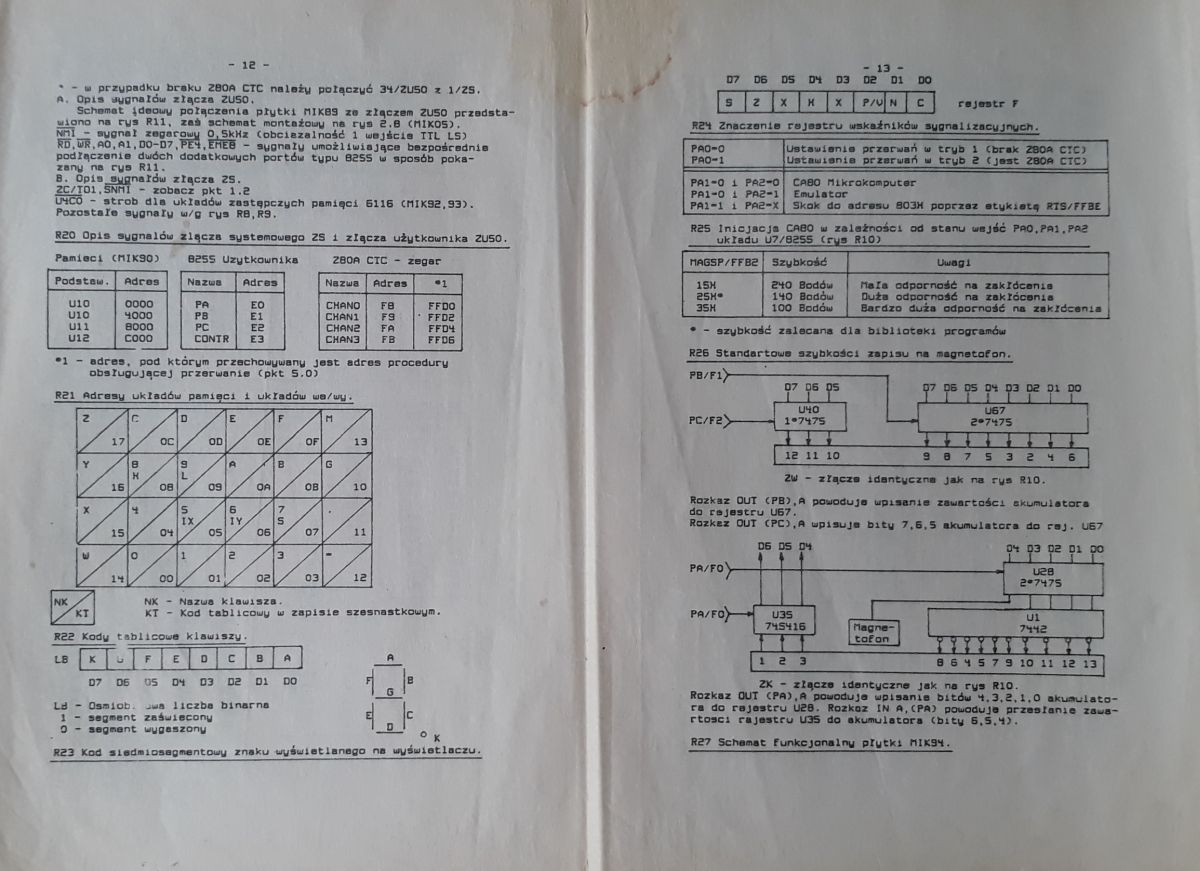 - 12 -
* - w przypadku braku Z80A CTC należy połączyć 34/ZU50 z 1/ZS.
A. Opis sygnałów złącza ZU50.
Schemat ideowy połączenia płytki MIK89 ze złączem ZU50 przedsta-
wiono na rys R11, zaś schemat montażowy na rys 2.8 (MIK05).
NMI - sygnał zegarowy 0,5kHz (obciazalność 1 wejście TTL LS)
RD,WR,A0,A1,D0-D7,PE4,EME8 - sygnały umożliwiające bezpośrednie
podłączenie dwóch dodatkowych portów typu 8255 w sposób poka-
zany na rys R11.
B. Opis sygnałów złącza ZS.
ZC/TO1,SNMI - zobacz pkt 1.2
U4CO - strob dla układów zastępczych pamięci 6116 (MIK92,93).
Pozostałe sygnały w/g rys R8,R9.
R20 Opis sygnalów złącza systemowego ZS i złącza użytkownika ZU50.
Pamieci (MIK90) 8255 Uzytkownika Z80A CTC - zegar
Podstaw. Adres Nazwa Adres Nazwa Adres *1
U10 0000 PA E0 CHAN0 F8 FFD0
U10 4000 PB E1 CHAN1 F9 FFD2
U11 8000 PC E2 CHAN2 FA FFD4
U12 C000 CONTR E3 CHAN3 FB FFD6
*1 - adres, pod którym przechowywany jest adres procedury
obsługującej przerwanie (pkt 5.0)
R21 Adresy układów pamięci i układów we/wy.
Z C D E F M
17 0C 0D 0E 0F 13
Y 8 9 A B G
H L
16 08 09 0A 0B 10
X 4 5 6 7 .
IX IY S
15 04 05 06 07 11
W 0 1 2 3 =
14 00 01 02 03 12
NK KT
NK - Nazwa klawisza.
KT - Kod tablicowy w zapisie szesnastkowym.
R22 Kody tablicowe klawiszy.
LB K G F E D C B A
D7 D6 D5 D4 D3 D2 D1 D0
A
F B
G
E C
D
K
Osmiob. liczba binarna
1 - segment zaświecony
0 - segment wygaszony
R23 Kod siedmiosegmentowy znaku wyświetlanego na wyświetlaczu.
- 13 -
D7 D6 D5 D4 D3 D2 D1 D0
S Z X H X P/V N C rejestr F
R24 Znaczenie rejestru wskaźników sygnalizacyjnych.
PA0=0 Ustawienie przerwań w tryb 1 (brak Z80A CTC)
PA0=1 Ustawienie przerwań w tryb 2 (jest Z80A CTC)
PA1=0 i PA2=0 CA80 Mikrokomputer
PA1=0 i PA2=1 Emulator
PA1=1 i PA2=X Skok do adresu 803H poprzez etykietę RTS/FFBE
R25 Inicjacja CA80 w zależności od stanu wejść PA0,PA1,PA2
układu U7/8255 (rys R10)
MAGSP/FFB2 Szybkość Uwagi
15H 240 Bodów Mała odporność na zakłócenia
25H* 140 Bodów Duża odporność na zakłócenia
35H 100 Bodów Bardzo duża odporność na zakłócenia
* - szybkość zalecana dla biblioteki programów
R26 Standartowe szybkości zapisu na magnetofon.
PB/F1
D7 D6 D5 D7 D6 D5 D4 D3 D2 D1 D0
PC/F2
U40 U67
1*7475 2*7475
12 11 10 9 8 7 5 3 2 4 6
ZW - złącze identyczne jak na rys R10.
Rozkaz OUT (PB),A powoduje wpisanie zawartości akumulatora
do rejestru U67.
Rozkaz OUT (PC),A wpisuje bity 7,6,5 akumulatora do rej. U67
D6 D5 D4 D4 D3 D2 D1 D0
PA/F0
U28
2*7475
PA/F0
U35
74S416
Magne-
tofon
U1
7442
1 2 3 8 6 4 5 7 9 10 11 12 13
ZK - złącze identyczne jak na rys R10.
Rozkaz OUT (PA),A powoduje wpisanie bitów 4,3,2,1,0 akumulato-
ra do rejestru U28. Rozkaz IN A,(PA) powoduje przesłanie zawa-
rtosci rajestru U35 do akumulatora (bity 6,5,4).
R27 Schemat funkcjonalny płytki MIK94.